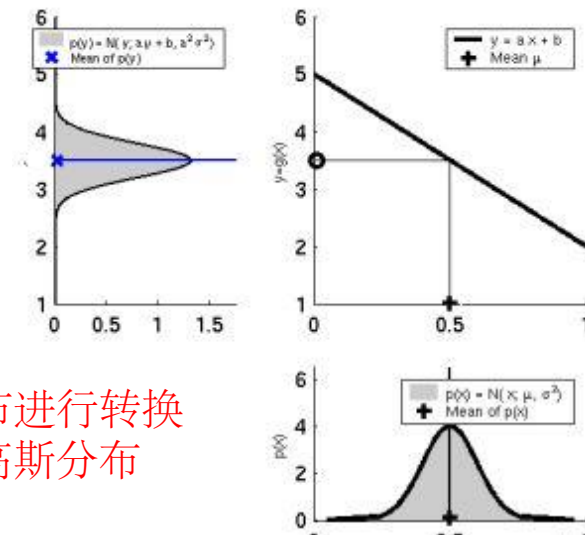 6
p(y) = N( y; a μ + b, a² σ²)
Mean of p(y)
5
4
3
2
1
0 0.5 1 1.5
6
y = a x + b
Mean μ
5
4
y=g(x)
3
2
1
0 0.5 1
进行转换
高斯分布
6
p(x) = N( x; μ, σ²)
Mean of p(x)
4
p(x)
2
0